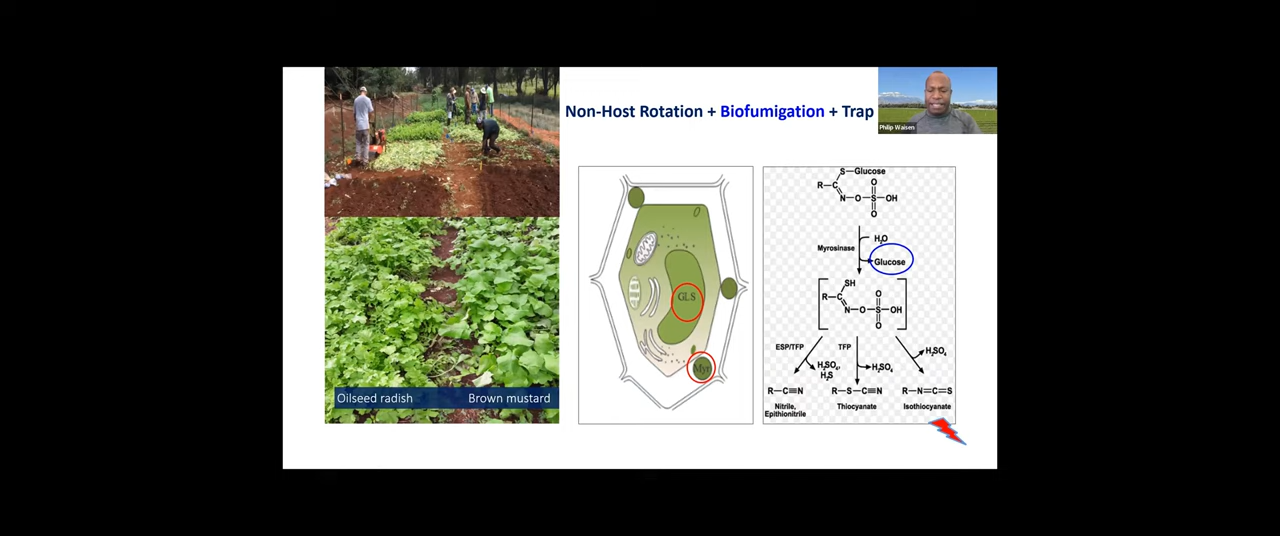 Non-Host Rotation + Biofumigation + Trap
Philip Waisen
Oilseed radish
Brown mustard
GLS
Myr
S—Glucose
R—C
N—O—S—OH
O
O
Myrosinase
H2O
Glucose
SH
R—C
N—O—S—OH
O
O
ESP/TFP
H2SO4,
H2S
TFP
H2SO4
H2SO4
R—C≡N
R—S—C≡N
R—N=C=S
Nitrile,
Epithionitrile
Thiocyanate
Isothiocyanate